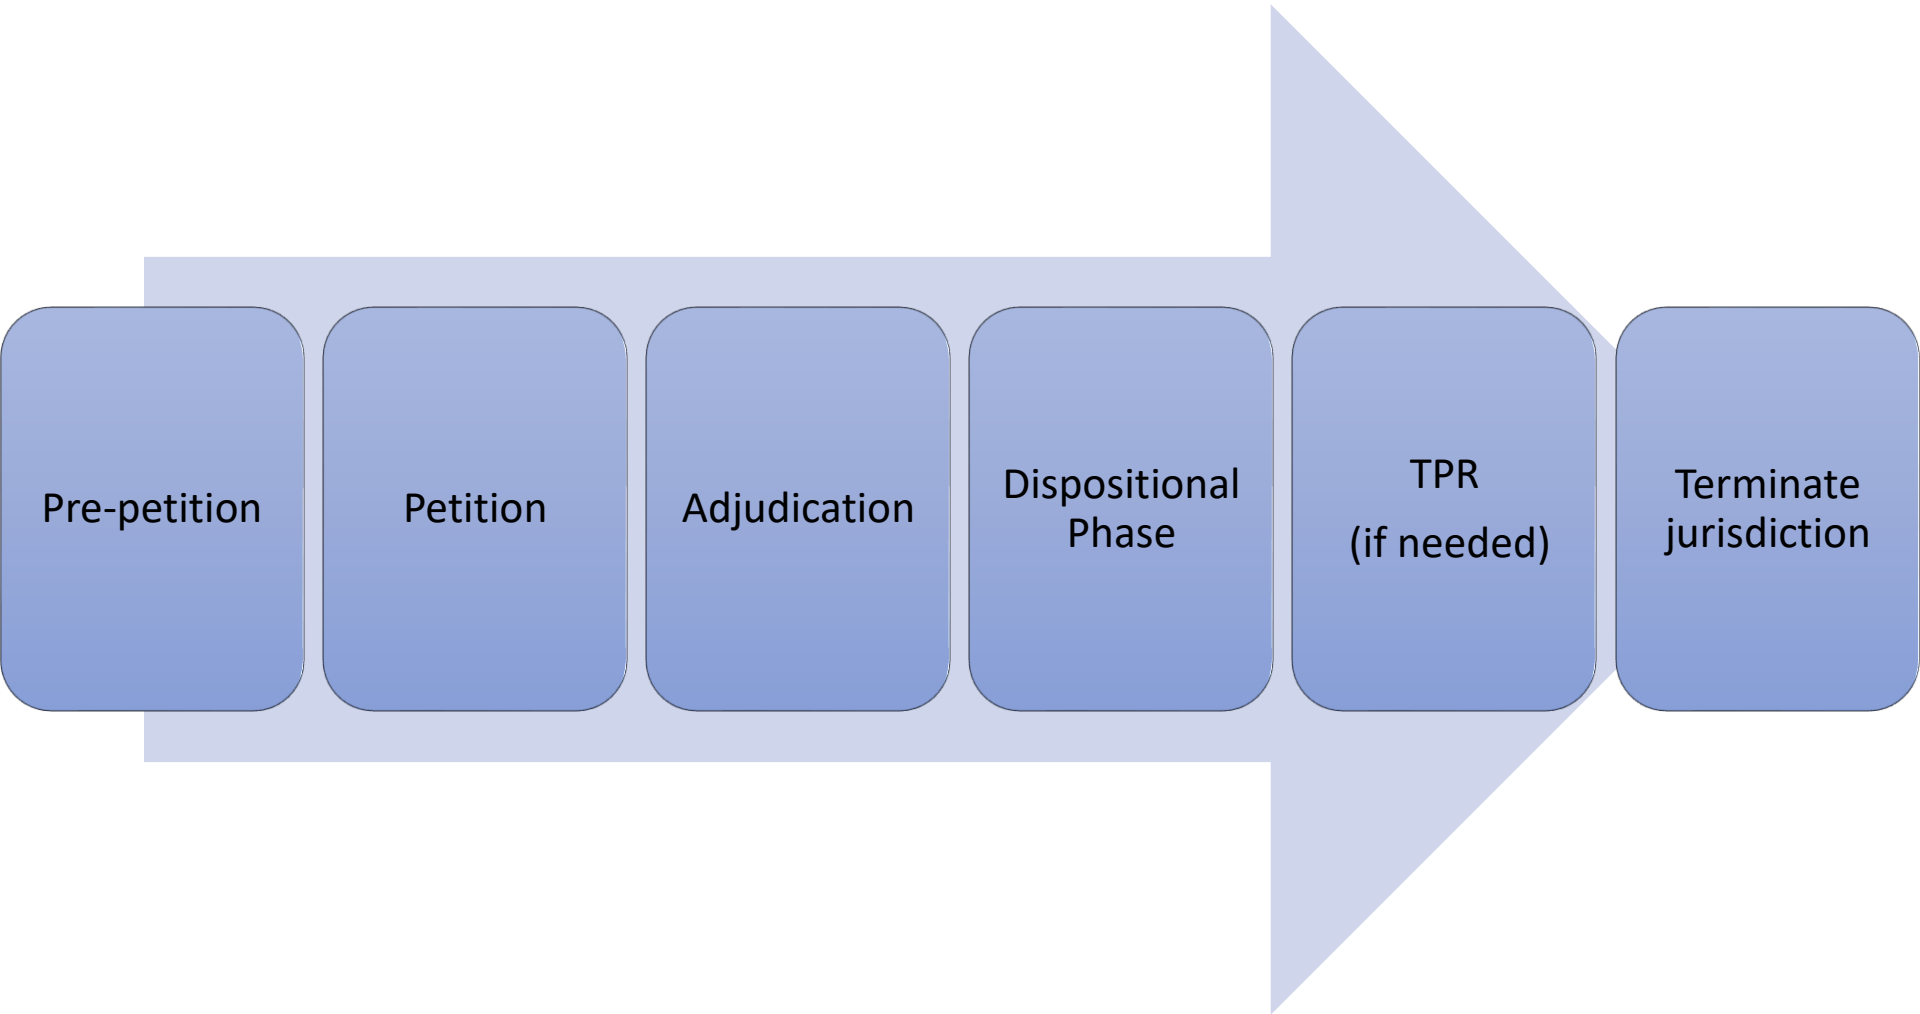 Pre-petition
Petition
Adjudication
Dispositional
Phase
TPR
(if needed)
Terminate
jurisdiction